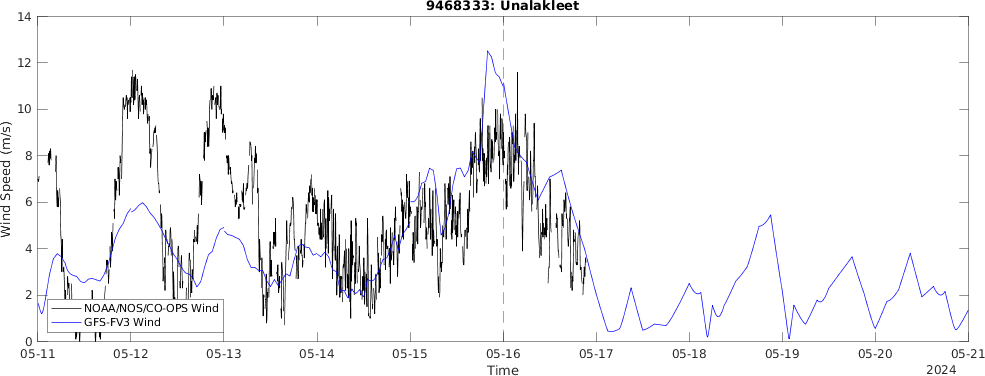 9468333: Unalakleet
14
12
10
8
6
4
2
0
Wind Speed (m/s)
NOAA/NOS/CO-OPS Wind
GFS-FV3 Wind
05-11 05-12 05-13 05-14 05-15 05-16 05-17 05-18 05-19 05-20 05-21
Time
2024